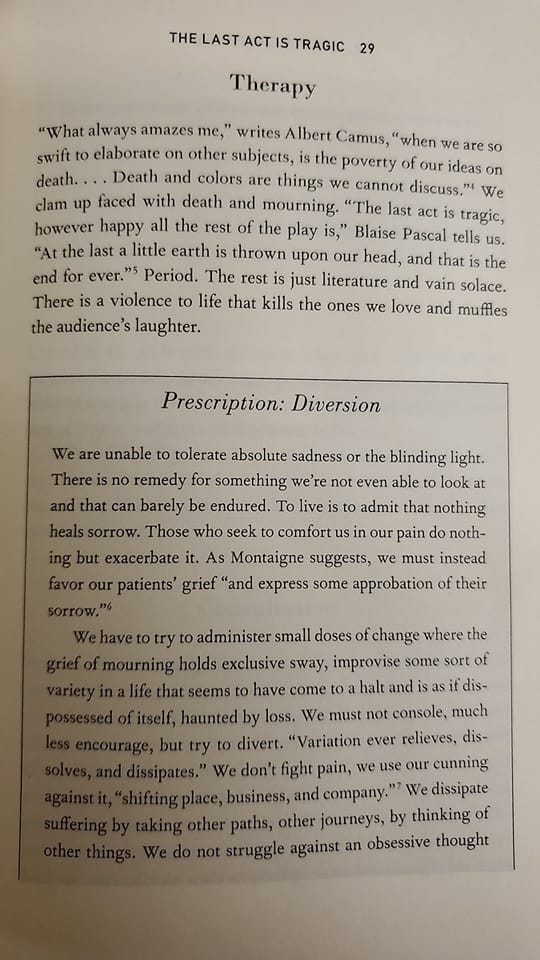 THE LAST ACT IS TRAGIC 29
Therapy
“What always amazes me,” writes Albert Camus, “when we are so
swift to elaborate on other subjects, is the poverty of our ideas on
death. . . . Death and colors are things we cannot discuss.”⁴ We
clam up faced with death and mourning. “The last act is tragic,
however happy all the rest of the play is,” Blaise Pascal tells us.
“At the last a little earth is thrown upon our head, and that is the
end for ever.”⁵ Period. The rest is just literature and vain solace.
There is a violence to life that kills the ones we love and muffles
the audience’s laughter.
Prescription: Diversion
We are unable to tolerate absolute sadness or the blinding light.
There is no remedy for something we’re not even able to look at
and that can barely be endured. To live is to admit that nothing
heals sorrow. Those who seek to comfort us in our pain do noth-
ing but exacerbate it. As Montaigne suggests, we must instead
favor our patients’ grief “and express some approbation of their
sorrow.”⁶
We have to try to administer small doses of change where the
grief of mourning holds exclusive sway, improvise some sort of
variety in a life that seems to have come to a halt and is as if dis-
possessed of itself, haunted by loss. We must not console, much
less encourage, but try to divert. “Variation ever relieves, dis-
solves, and dissipates.” We don’t fight pain, we use our cunning
against it, “shifting place, business, and company.”⁷ We dissipate
suffering by taking other paths, other journeys, by thinking of
other things. We do not struggle against an obsessive thought